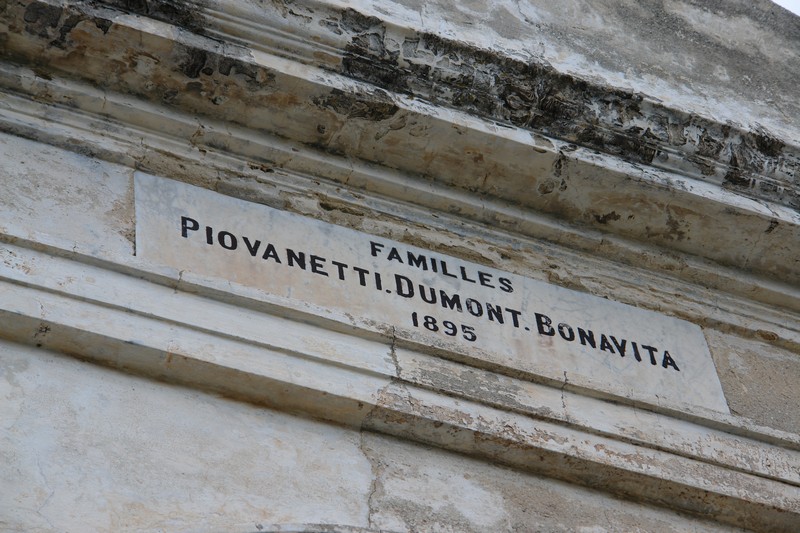 FAMILLES
PIOVANETTI. DUMONT. BONAVITA
1895